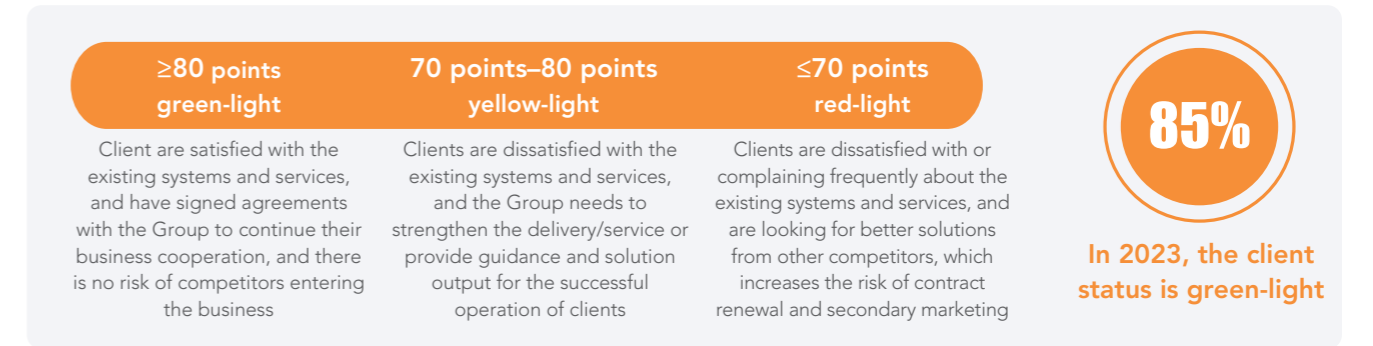 ≥80 points
green-light
Client are satisfied with the
existing systems and services,
and have signed agreements
with the Group to continue their
business cooperation, and there
is no risk of competitors entering
the business
70 points–80 points
yellow-light
Clients are dissatisfied with the
existing systems and services,
and the Group needs to
strengthen the delivery/service or
provide guidance and solution
output for the successful
operation of clients
≤70 points
red-light
Clients are dissatisfied with or
complaining frequently about the
existing systems and services, and
are looking for better solutions
from other competitors, which
increases the risk of contract
renewal and secondary marketing
85%
In 2023, the client
status is green-light